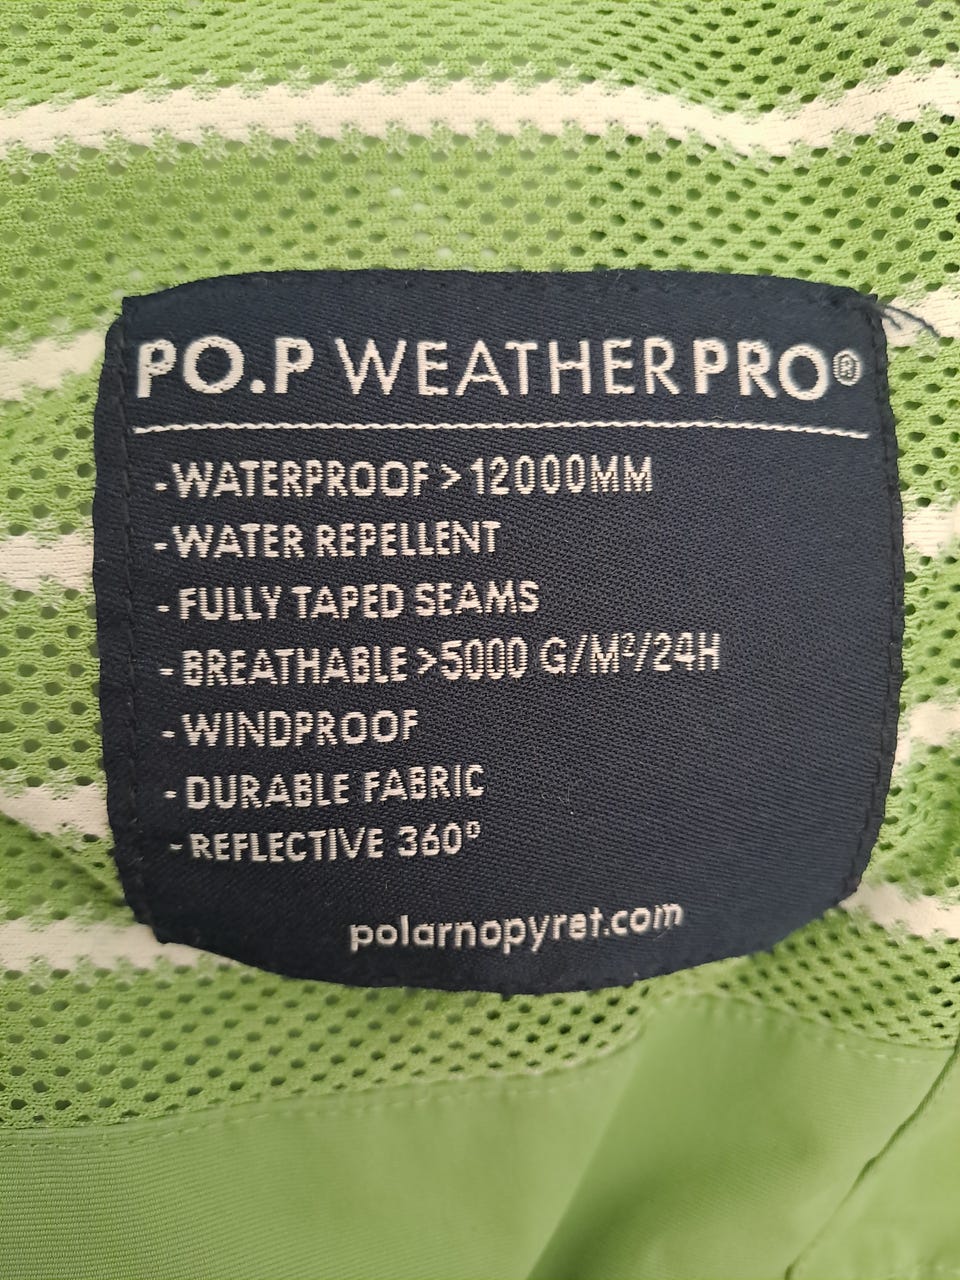 PO.P WEATHERPRO®
-WATERPROOF >12000MM
-WATER REPELLENT
-FULLY TAPED SEAMS
-BREATHABLE >5000 G/M²/24H
-WINDPROOF
-DURABLE FABRIC
-REFLECTIVE 360º
polarnopyret.com